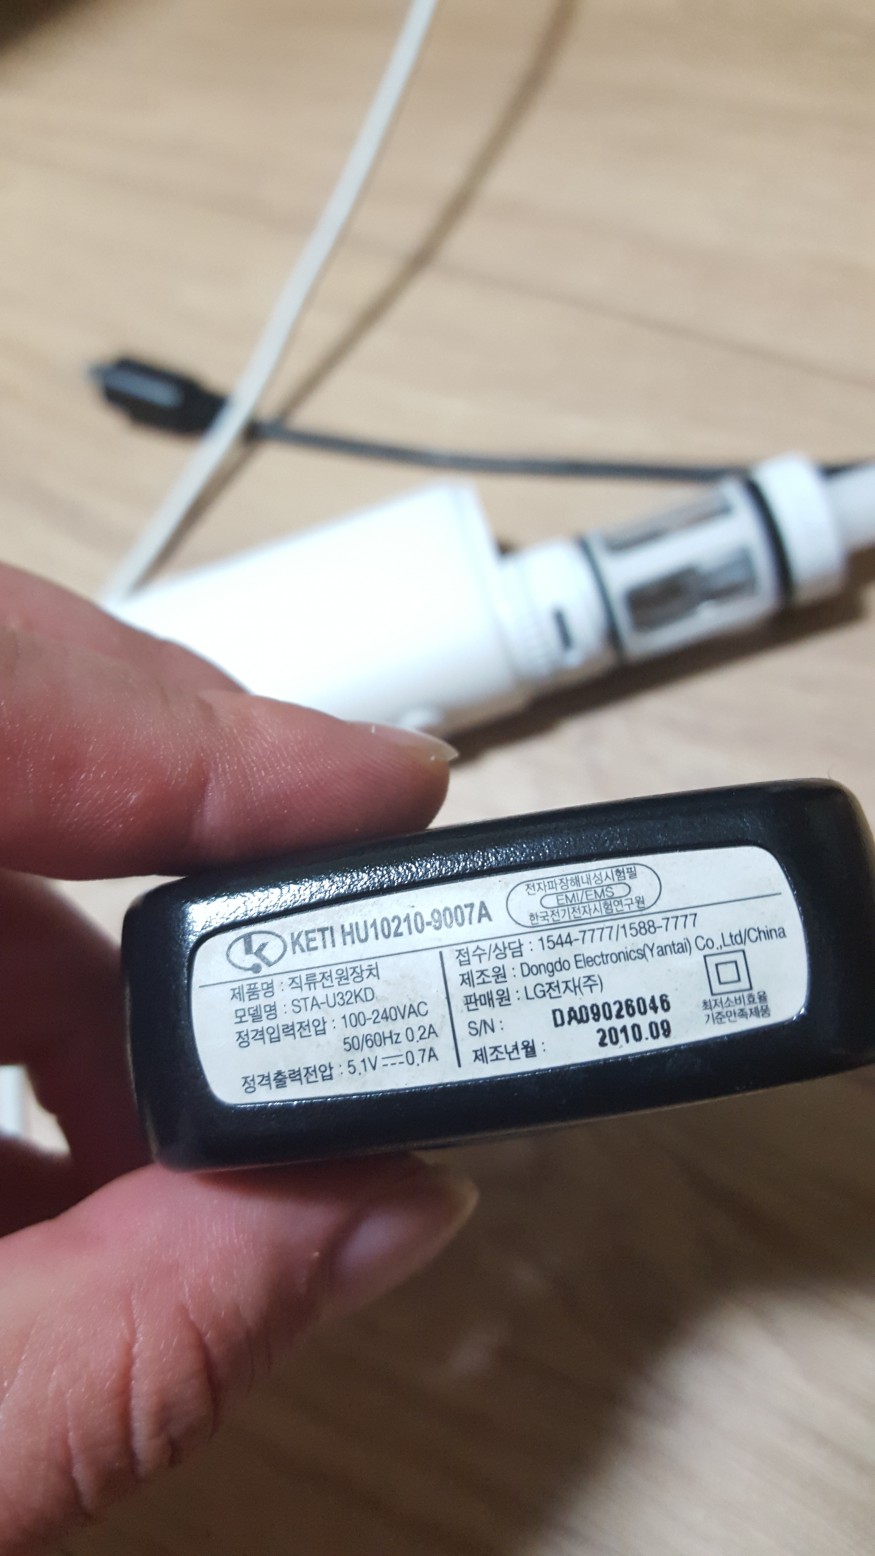 KETI HU10210-9007A
전자파장해내성시험필
EMI/EMS
한국전기전자시험연구원
제품명 : 직류전원장치
모델명 : STA-U32KD
정격입력전압 : 100-240VAC
50/60Hz 0.2A
정격출력전압 : 5.1V⎓0.7A
접수/상담 : 1544-7777/1588-7777
제조원 : Dongdo Electronics(Yantai) Co.,Ltd/China
판매원 : LG전자(주)
S/N : DA09026046
제조년월 : 2010.09
최저소비효율
기준만족제품